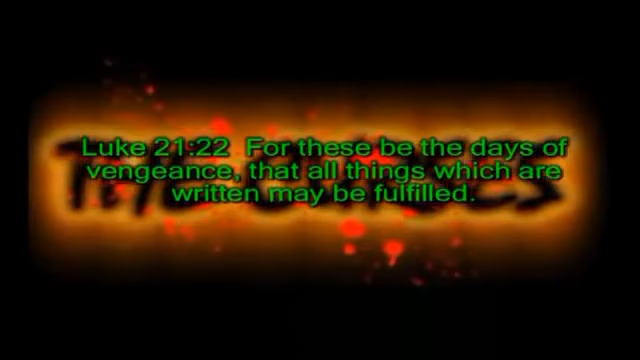 Luke 21:22 For these be the days of
vengeance, that all things which are
written may be fulfilled.